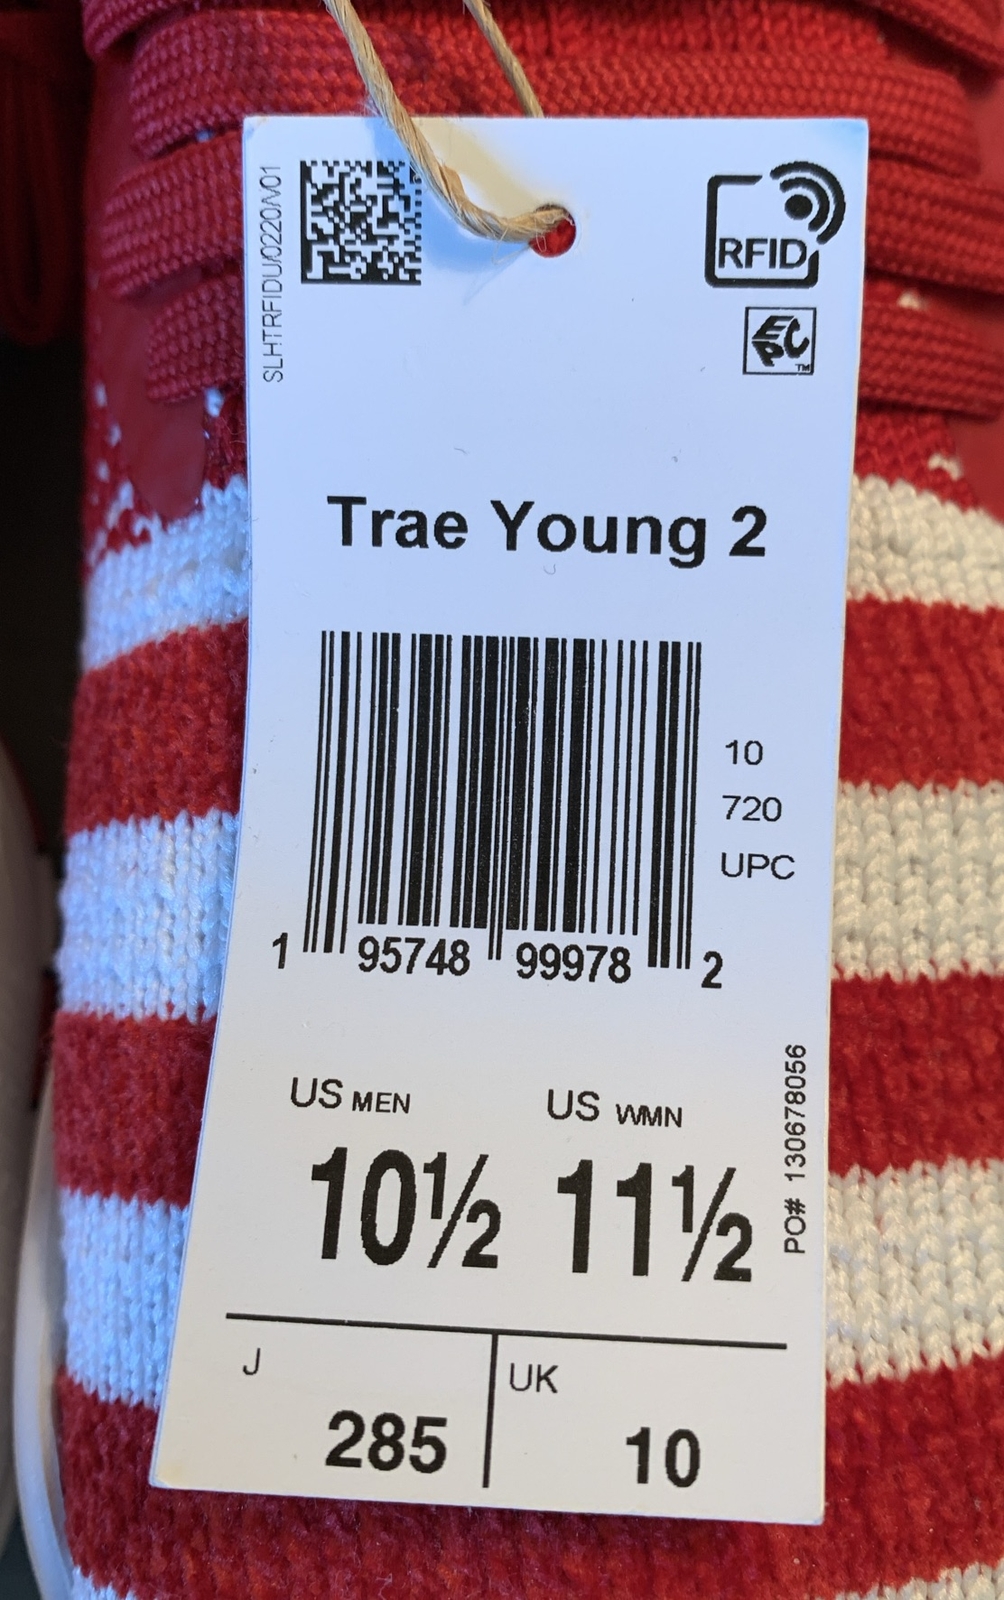 SLHTRFIDU/0220/V01
RFID
EPC™
Trae Young 2
10
720
UPC
1 95748 99978 2
US MEN US WMN
10½ 11½
PO# 130678056
J UK
285 10